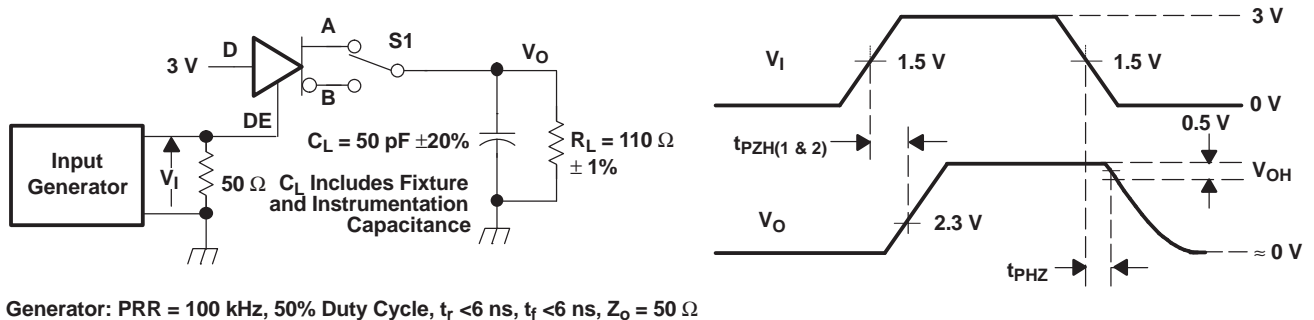 A
S1
VO
3 V
D
B
DE
Input
Generator
VI
50 Ω
CL = 50 pF ±20%
CL Includes Fixture
and Instrumentation
Capacitance
RL = 110 Ω
± 1%
3 V
VI
1.5 V
1.5 V
0 V
0.5 V
tPZH(1 & 2)
VOH
VO
2.3 V
≈ 0 V
tPHZ
Generator: PRR = 100 kHz, 50% Duty Cycle, tr <6 ns, tf <6 ns, Zo = 50 Ω